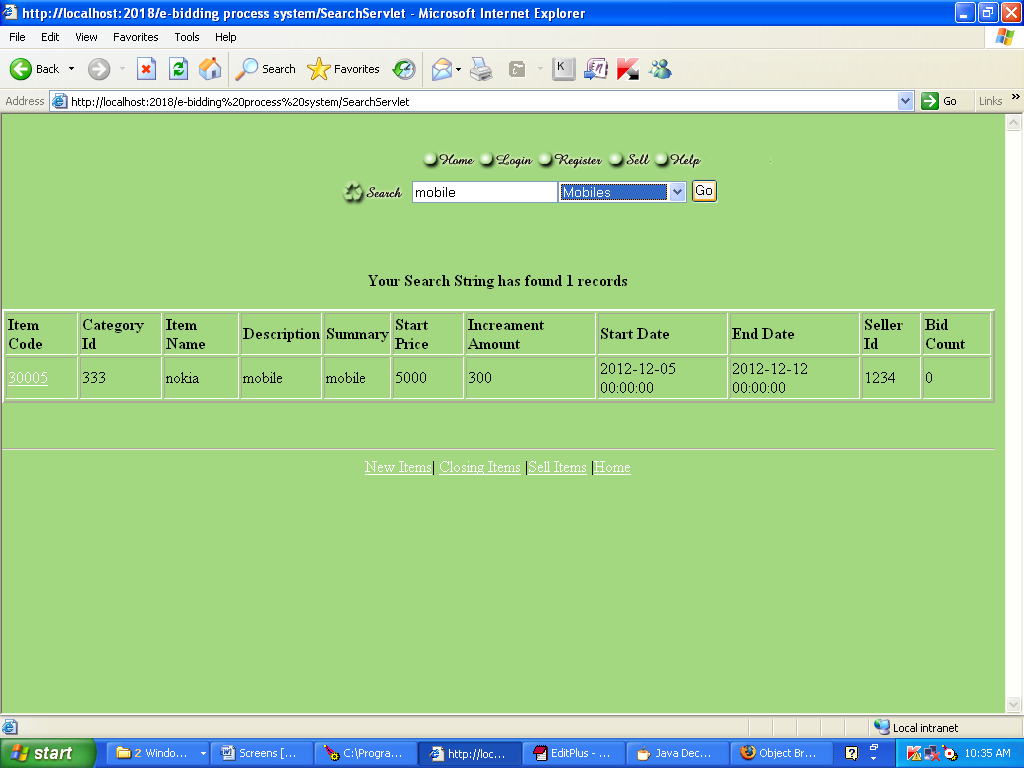 http://localhost:2018/e-bidding process system/SearchServlet - Microsoft Internet Explorer
File Edit View Favorites Tools Help
Back Search Favorites K
Address http://localhost:2018/e-bidding%20process%20system/SearchServlet Go Links »
Home Login Register Sell Help
Search mobile Mobiles Go
Your Search String has found 1 records
Item Code Category Id Item Name Description Summary Start Price Increament Amount Start Date End Date Seller Id Bid Count
30005 333 nokia mobile mobile 5000 300 2012-12-05 00:00:00 2012-12-12 00:00:00 1234 0
New Items| Closing Items |Sell Items |Home
Local intranet
start 2 Windo... Screens [... C:\Progra... http://loc... EditPlus - ... Java Dec... Object Br... 10:35 AM